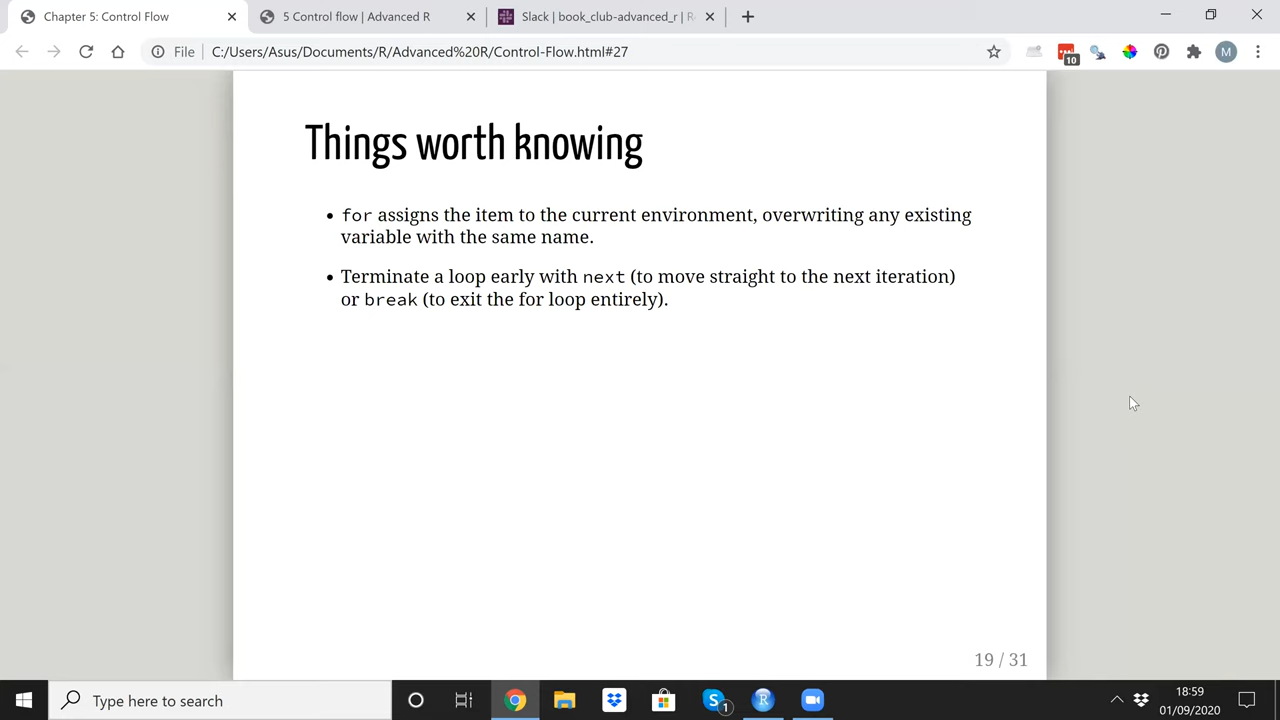 Chapter 5: Control Flow
5 Control flow | Advanced R
Slack | book_club-advanced_r | R
File
C:/Users/Asus/Documents/R/Advanced%20R/Control-Flow.html#27
10
M
Things worth knowing
• for assigns the item to the current environment, overwriting any existing
variable with the same name.
• Terminate a loop early with next (to move straight to the next iteration)
or break (to exit the for loop entirely).
19 / 31
Type here to search
S
1
R
18:59
01/09/2020